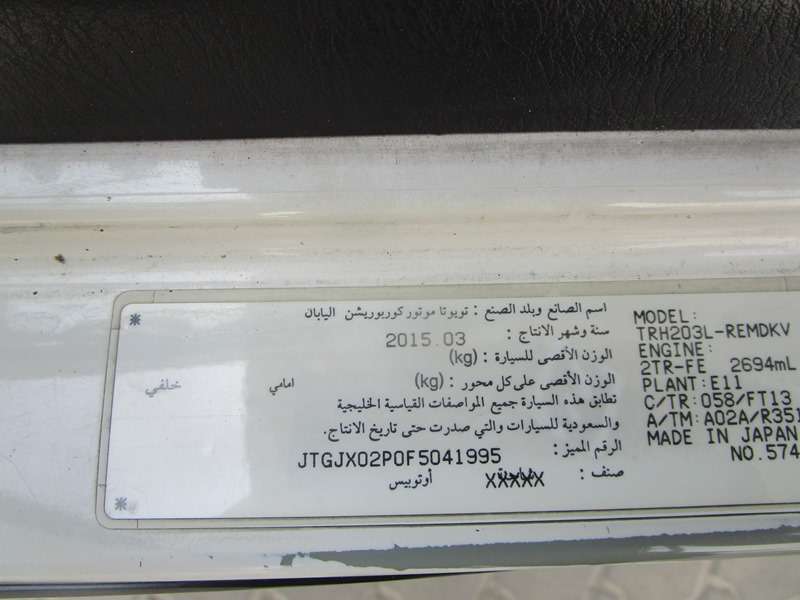 اسم الصانع وبلد الصنع : تويوتا موتور كوربوريشن اليابان
سنة وشهر الانتاج : 2015.03
الوزن الأقصى للسيارة : (kg)
الوزن الأقصى على كل محور : (kg) امامي خلفي
تطابق هذه السيارة جميع المواصفات القياسية الخليجية
والسعودية للسيارات والتي صدرت حتى تاريخ الانتاج.
الرقم المميز : JTGJX02P0F5041995
صنف : XXXXX أوتوبيس
MODEL:
TRH203L-REMDKV
ENGINE:
2TR-FE 2694mL
PLANT:E11
C/TR:058/FT13
A/TM:A02A/R351
MADE IN JAPAN
NO.574